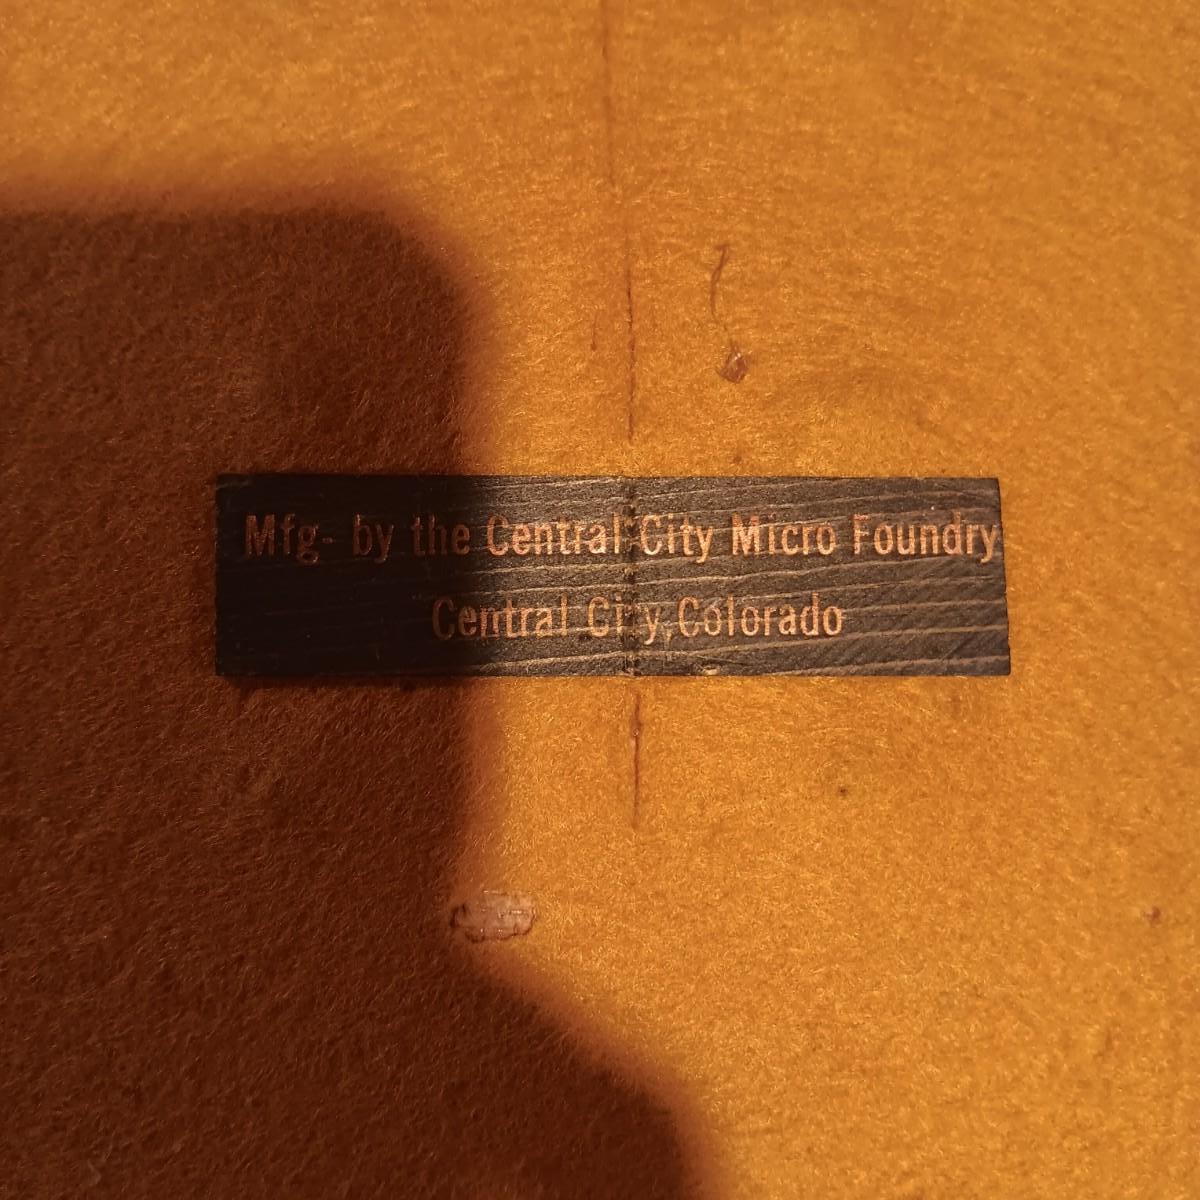 Mfg- by the Central City Micro Foundry
Central City, Colorado